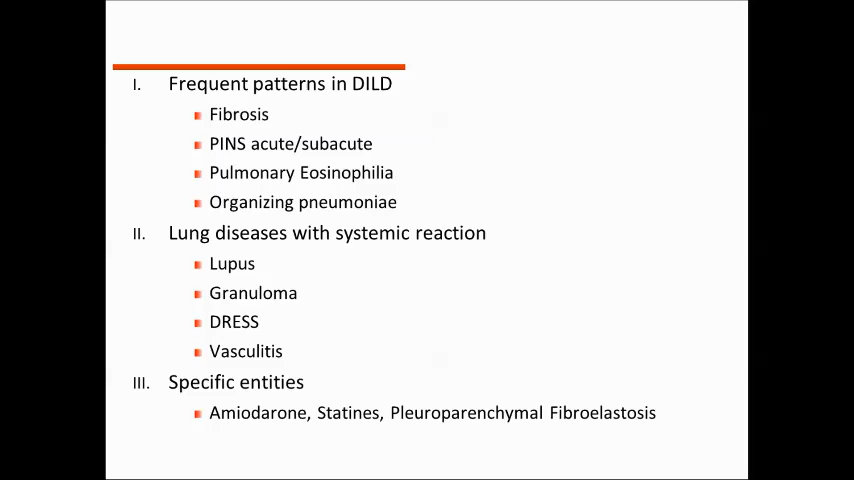 I. Frequent patterns in DILD
Fibrosis
PINS acute/subacute
Pulmonary Eosinophilia
Organizing pneumoniae
II. Lung diseases with systemic reaction
Lupus
Granuloma
DRESS
Vasculitis
III. Specific entities
Amiodarone, Statines, Pleuroparenchymal Fibroelastosis